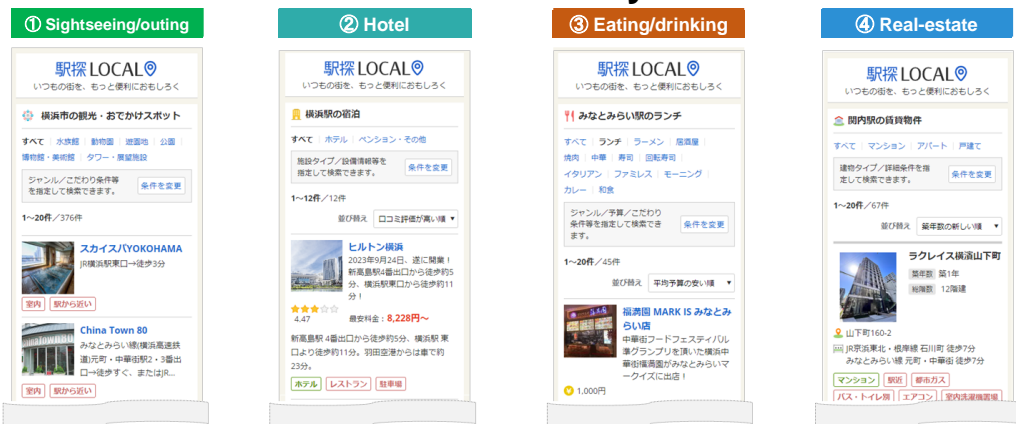 ① Sightseeing/outing
駅探 LOCAL
いつもの街を、もっと便利におもしろく
横浜市の観光・おでかけスポット
すべて 水族館 動物園 遊園地 公園
博物館・美術館 タワー・展望施設
ジャンル/こだわり条件等
を指定して検索できます。
条件を変更
1～20件／376件
スカイスパYOKOHAMA
JR横浜駅東口→徒歩3分
室内 駅から近い
China Town 80
みなとみらい線(横浜高速鉄
道)元町・中華街駅2・3番出
口→徒歩すぐ、またはJR...
室内 駅から近い
② Hotel
駅探 LOCAL
いつもの街を、もっと便利におもしろく
横浜駅の宿泊
すべて ホテル ペンション・その他
施設タイプ/設備情報等を
指定して検索できます。
条件を変更
1～12件／12件
並び替え 口コミ評価が高い順
ヒルトン横浜
2023年9月24日、遂に開業！
新高島駅4番出口から徒歩約5
分、横浜駅東口から徒歩約11
分！
4.47 最安料金：8,228円～
新高島駅 4番出口から徒歩約5分、横浜駅 東
口より徒歩約11分。羽田空港からは車で約
23分。
ホテル レストラン 駐車場
③ Eating/drinking
駅探 LOCAL
いつもの街を、もっと便利におもしろく
みなとみらい駅のランチ
すべて ランチ ラーメン 居酒屋
焼肉 中華 寿司 回転寿司
イタリアン ファミレス モーニング
カレー 和食
ジャンル/予算/こだわり
条件等を指定して検索でき
ます。
条件を変更
1～20件／45件
並び替え 平均予算の安い順
福満園 MARK IS みなとみ
らい店
中華街フードフェスティバル
準グランプリを頂いた横浜中
華街福満園がみなとみらいマ
ークイズに出店！
1,000円
④ Real-estate
駅探 LOCAL
いつもの街を、もっと便利におもしろく
関内駅の賃貸物件
すべて マンション アパート 戸建て
建物タイプ/詳細条件を指
定して検索できます。
条件を変更
1～20件／67件
並び替え 築年数の新しい順
ラクレイス横濱山下町
築年数 築1年
総階数 12階建
山下町160-2
JR京浜東北・根岸線 石川町 徒歩7分
みなとみらい線 元町・中華街 徒歩7分
マンション 駅近 都市ガス
バス・トイレ別 エアコン 室内洗濯機置場